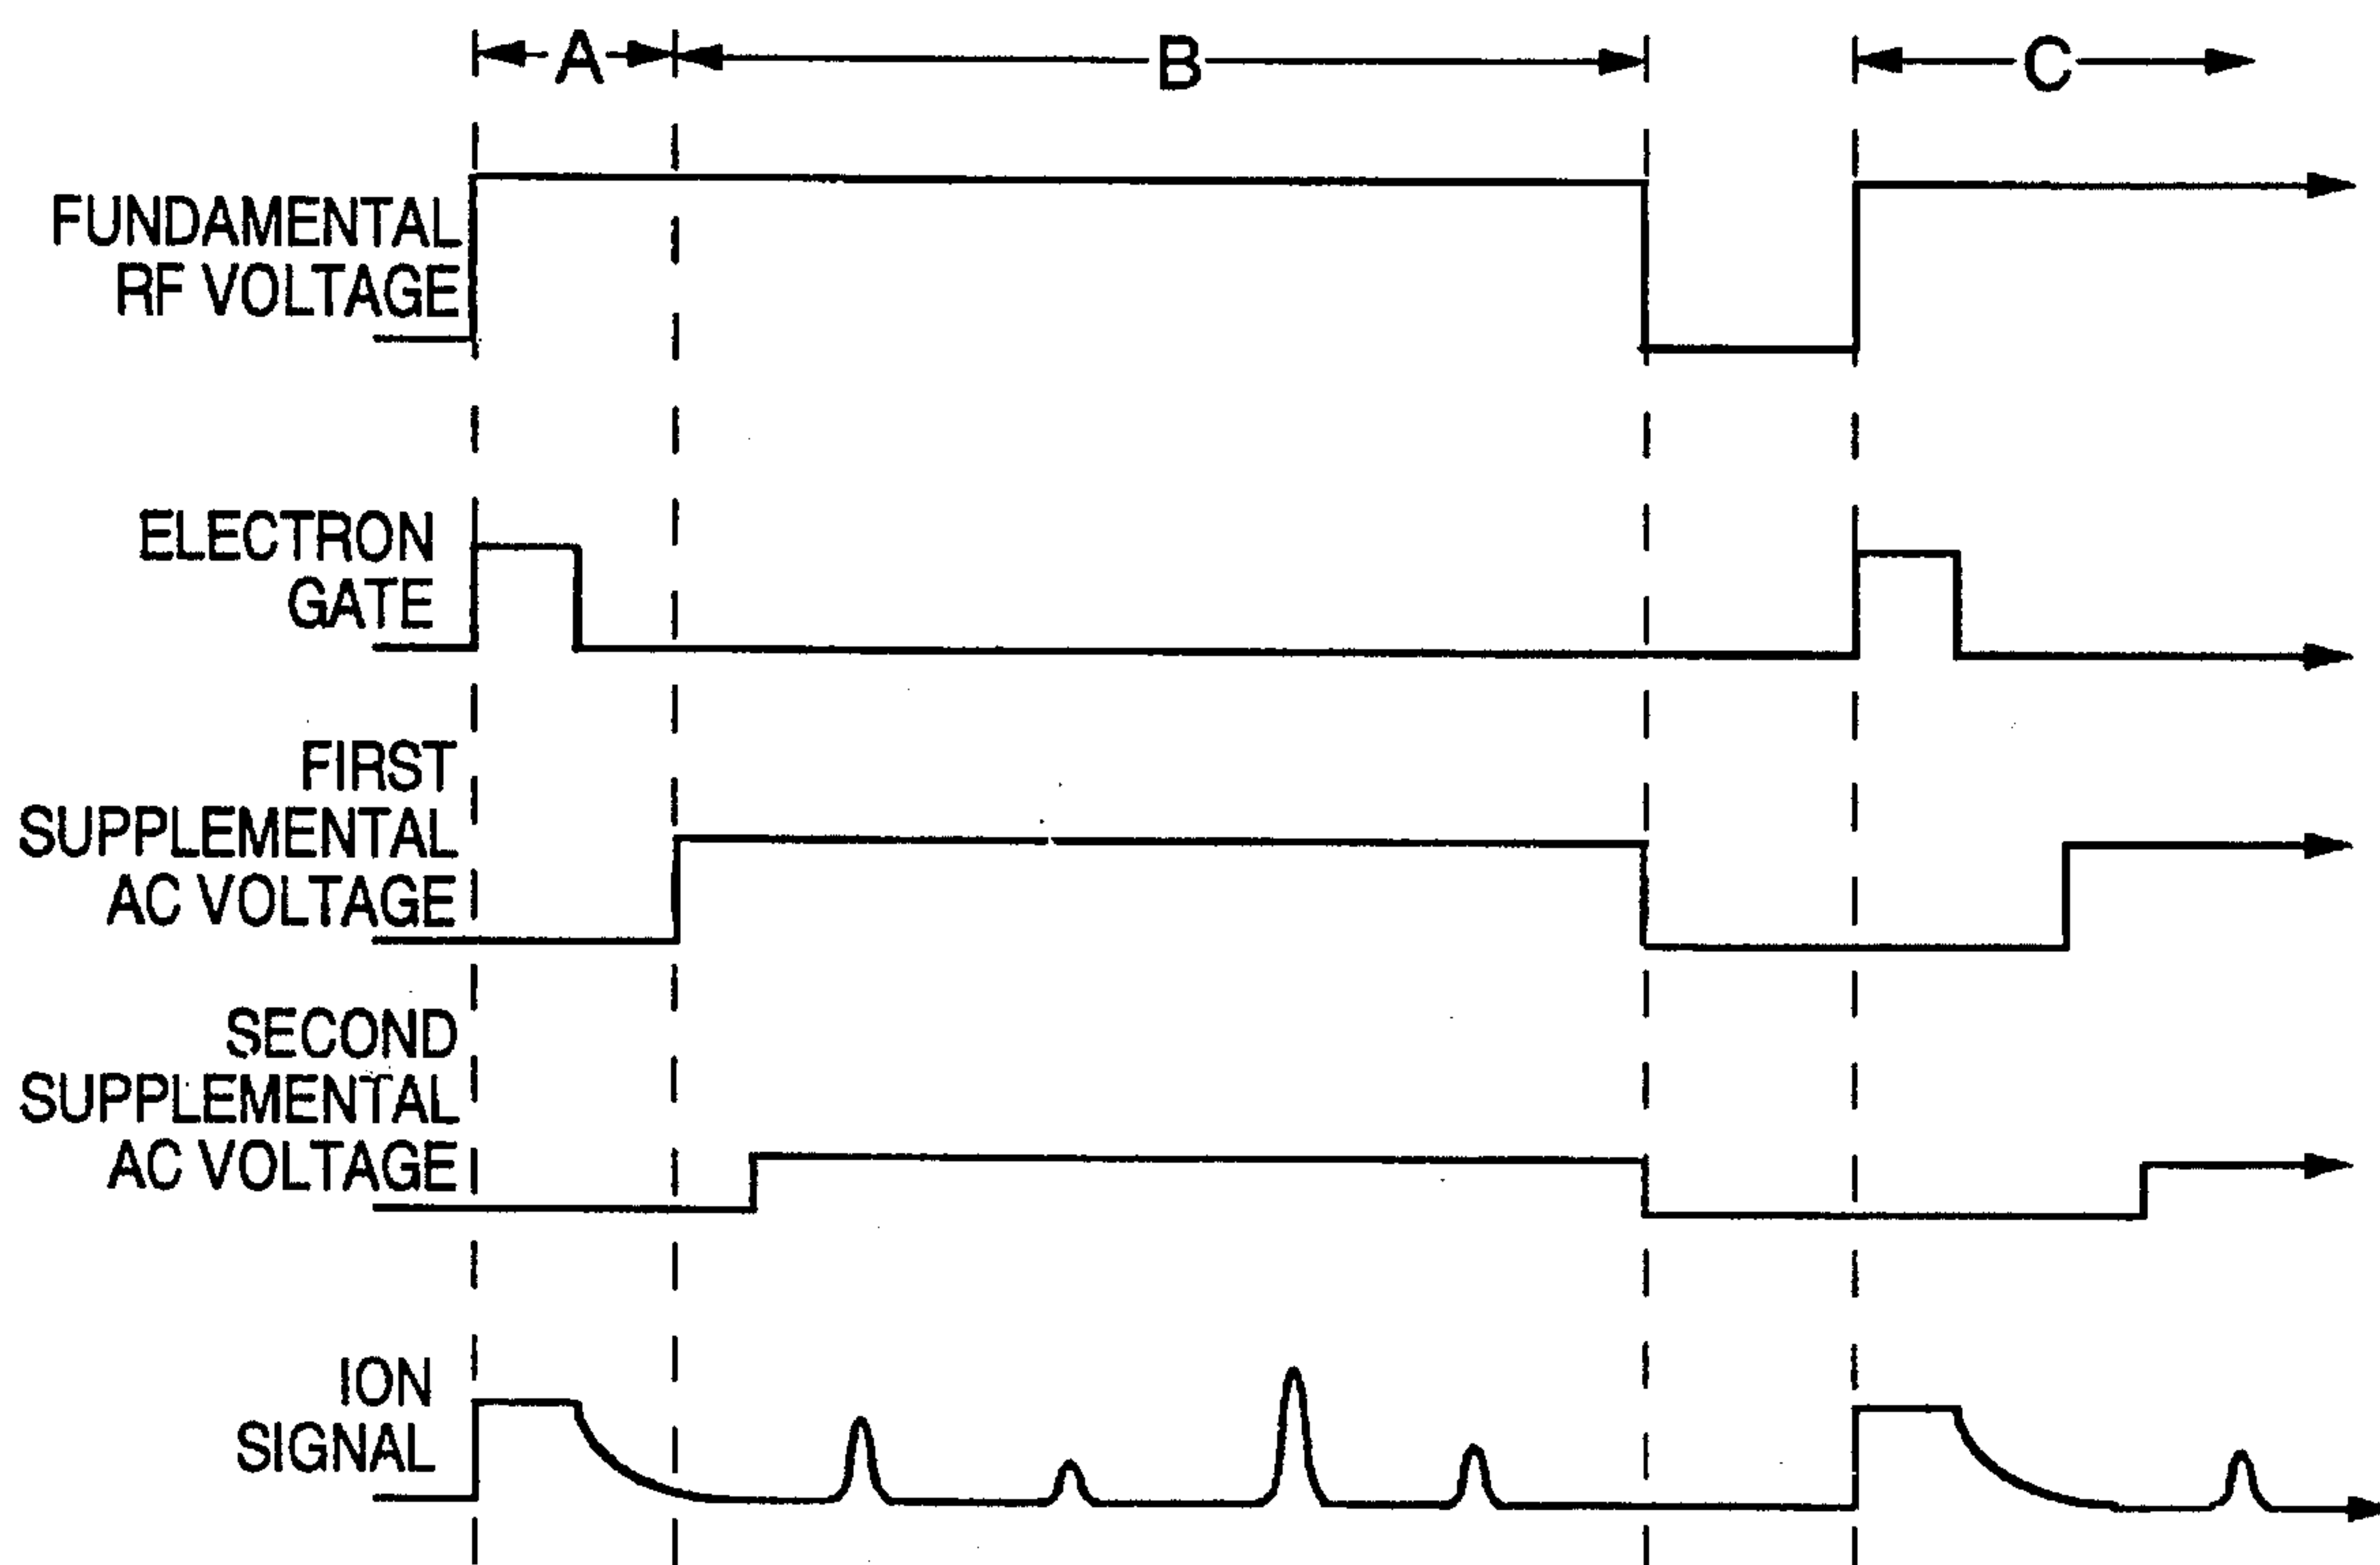 A B C
FUNDAMENTAL
RF VOLTAGE
ELECTRON
GATE
FIRST
SUPPLEMENTAL
AC VOLTAGE
SECOND
SUPPLEMENTAL
AC VOLTAGE
ION
SIGNAL